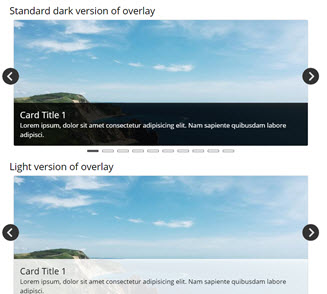 Standard dark version of overlay
Card Title 1
Lorem ipsum, dolor sit amet consectetur adipisicing elit. Nam sapiente quibusdam labore
adipisci.
Light version of overlay
Card Title 1
Lorem ipsum, dolor sit amet consectetur adipisicing elit. Nam sapiente quibusdam labore
adipisci.